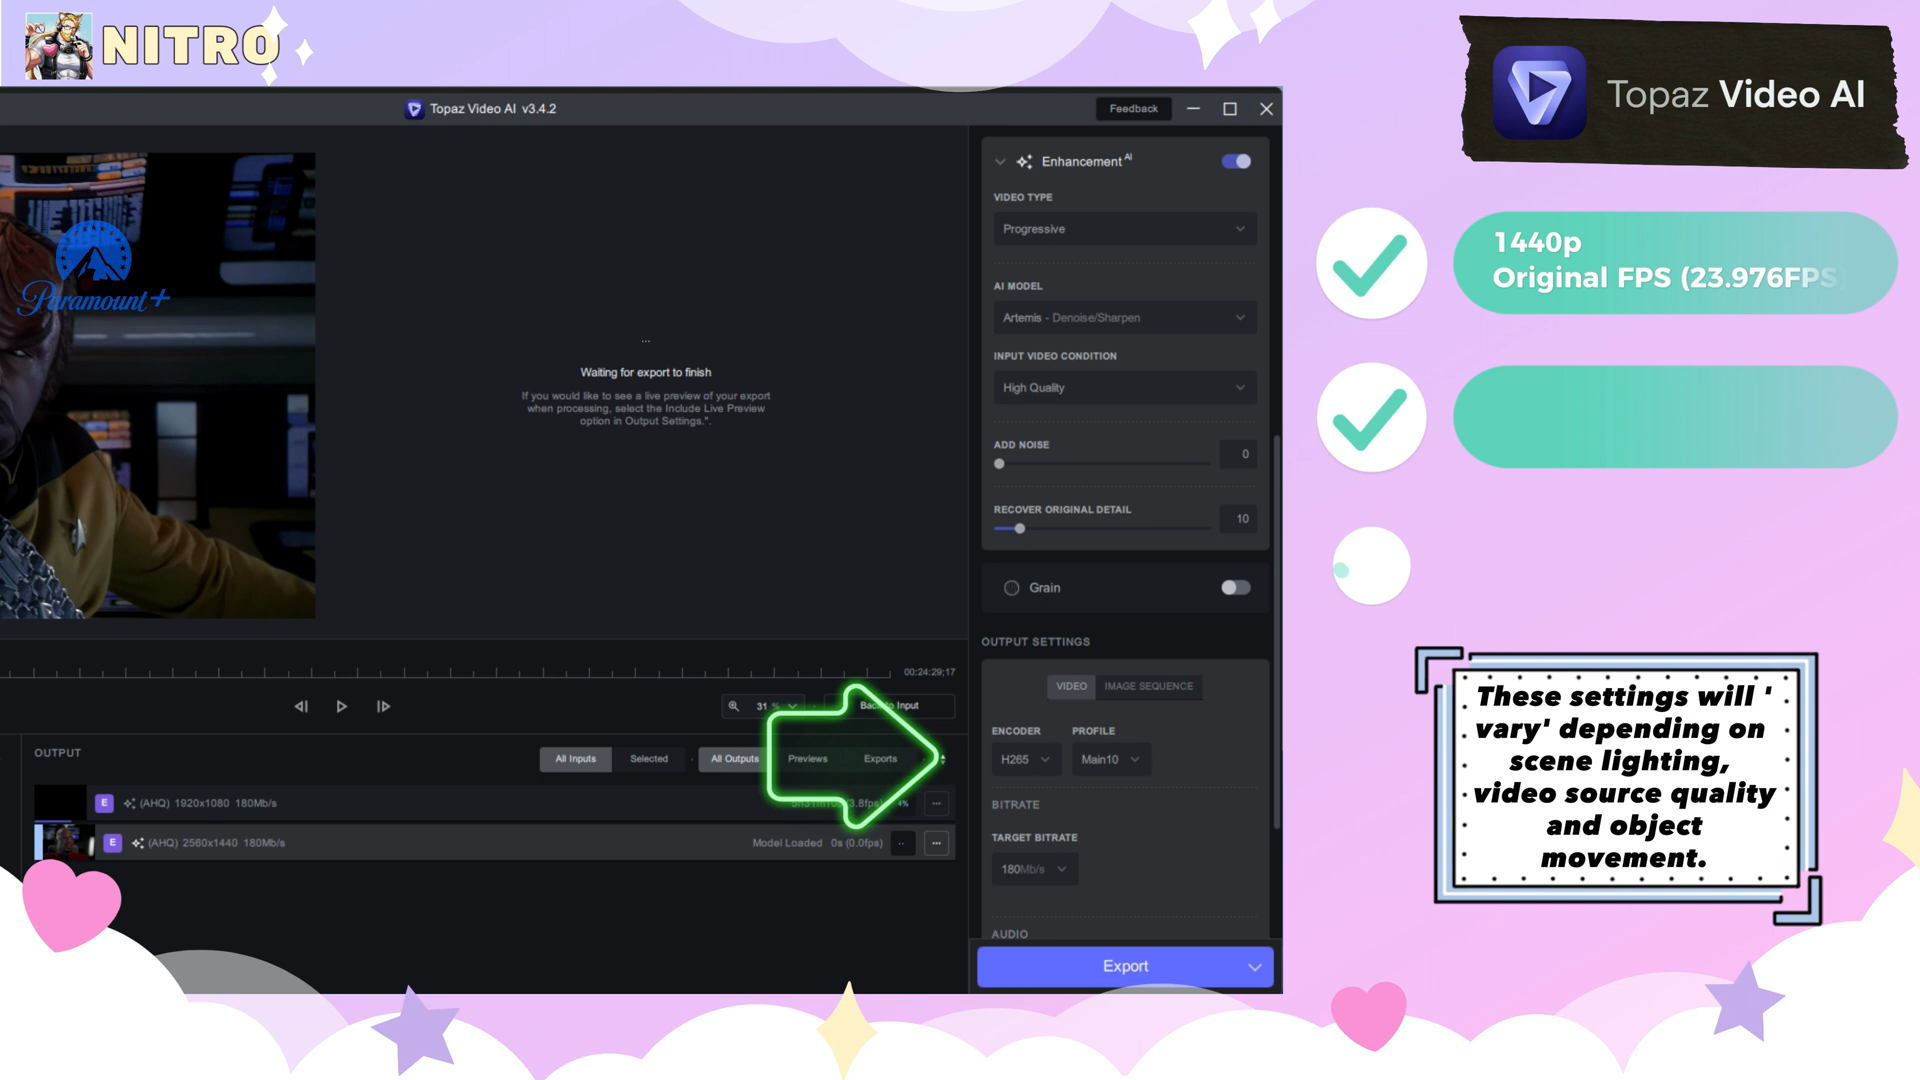 NITRO
Topaz Video AI v3.4.2
Feedback
Topaz Video AI
Enhancement AI
VIDEO TYPE
Progressive
1440p
Original FPS (23.976FPS
Paramount+
AI MODEL
Artemis - Denoise/Sharpen
INPUT VIDEO CONDITION
High Quality
...
Waiting for export to finish
If you would like to see a live preview of your export
when processing, select the Include Live Preview
option in Output Settings.".
ADD NOISE
0
RECOVER ORIGINAL DETAIL
10
Grain
OUTPUT SETTINGS
VIDEO
IMAGE SEQUENCE
00:24:29;17
31 %
Input
ENCODER
PROFILE
H265
Main10
OUTPUT
All Inputs
Selected
All Outputs
Previews
Exports
E
(AHQ) 1920x1080 180Mb/s
4%
E
(AHQ) 2560x1440 180Mb/s
Model Loaded 0s (0.0fps)
BITRATE
TARGET BITRATE
180Mb/s
AUDIO
Export
These settings will '
vary' depending on
scene lighting,
video source quality
and object
movement.